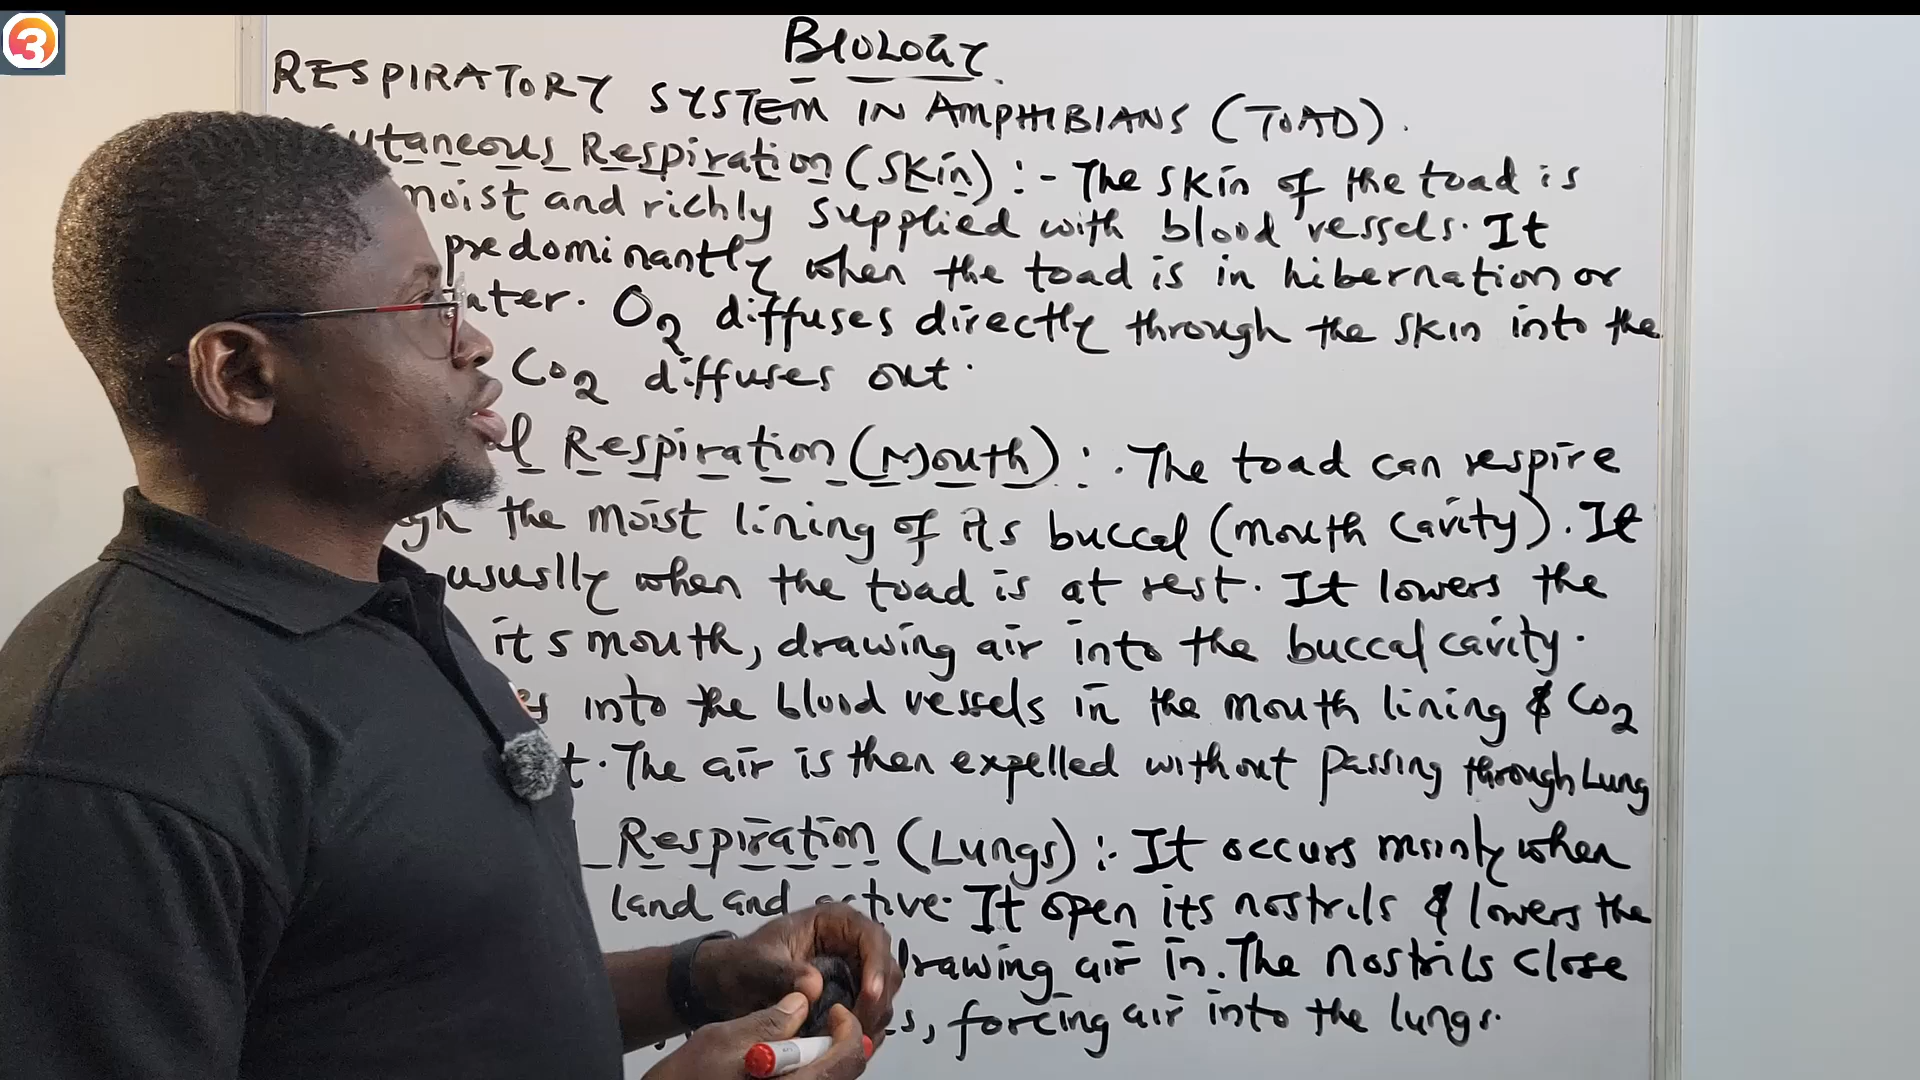 3
BIOLOGY
RESPIRATORY SYSTEM IN AMPHIBIANS (TOAD).
cutaneous Respiration (Skin) :- The skin of the toad is
moist and richly supplied with blood vessels. It
predominantly when the toad is in hibernation or
ater. O2 diffuses directly through the skin into the
CO2 diffuses out.
al Respiration (Mouth) : . The toad can respire
gh the moist lining of its buccal (mouth cavity). It
ususlly when the toad is at rest. It lowers the
its mouth, drawing air into the buccal cavity.
es into the blood vessels in the mouth lining & CO2
t. The air is then expelled without passing through Lung
Respiration (Lungs) :- It occurs mainly when
land and active. It open its nostrils & lowers the
drawing air in. The nostrils close
s, forcing air into the lungs.